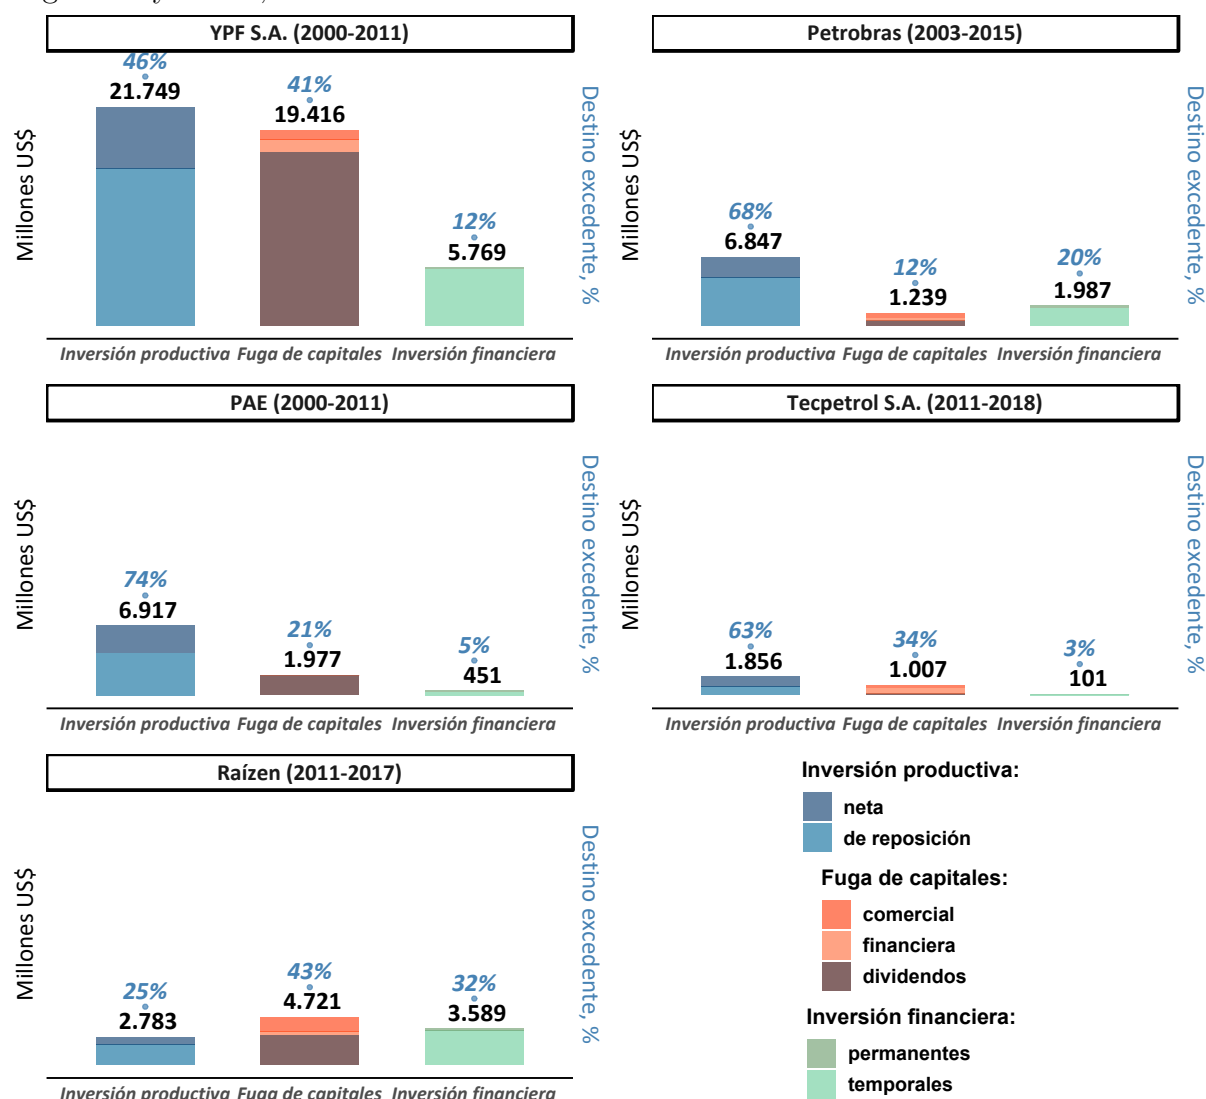 YPF S.A. (2000-2011)
Millones US$
46%
21.749
41%
19.416
12%
5.769
Destino excedente, %
Inversión productiva Fuga de capitales Inversión financiera
Petrobras (2003-2015)
Millones US$
68%
6.847
12%
1.239
20%
1.987
Destino excedente, %
Inversión productiva Fuga de capitales Inversión financiera
PAE (2000-2011)
Millones US$
74%
6.917
21%
1.977
5%
451
Destino excedente, %
Inversión productiva Fuga de capitales Inversión financiera
Tecpetrol S.A. (2011-2018)
Millones US$
63%
1.856
34%
1.007
3%
101
Destino excedente, %
Inversión productiva Fuga de capitales Inversión financiera
Raízen (2011-2017)
Millones US$
25%
2.783
43%
4.721
32%
3.589
Destino excedente, %
Inversión productiva Fuga de capitales Inversión financiera
Inversión productiva:
neta
de reposición
Fuga de capitales:
comercial
financiera
dividendos
Inversión financiera:
permanentes
temporales